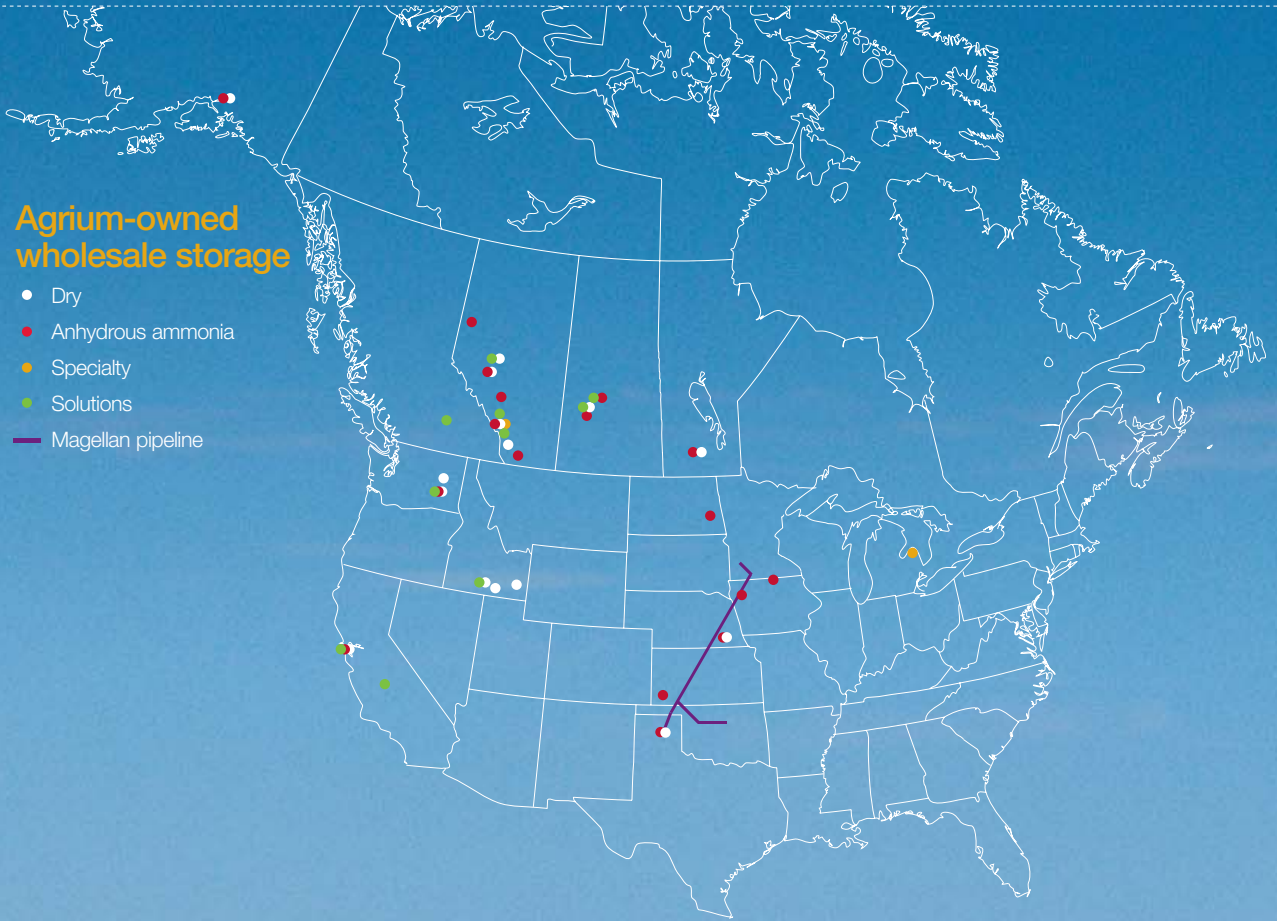 Agrium-owned
wholesale storage
Dry
Anhydrous ammonia
Specialty
Solutions
Magellan pipeline